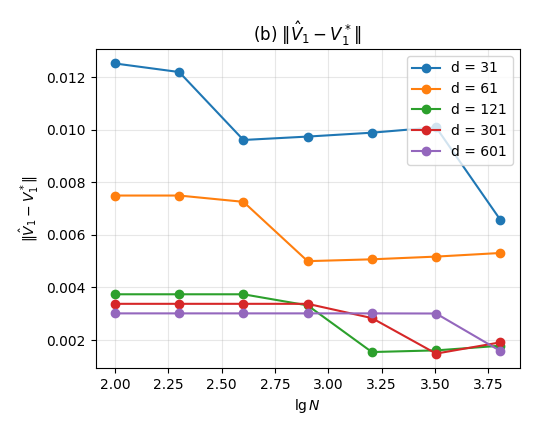 (b) ‖V̂₁ − V₁*‖
‖V̂₁ − V₁*‖
0.012
0.010
0.008
0.006
0.004
0.002
2.00 2.25 2.50 2.75 3.00 3.25 3.50 3.75
lg N
d = 31
d = 61
d = 121
d = 301
d = 601